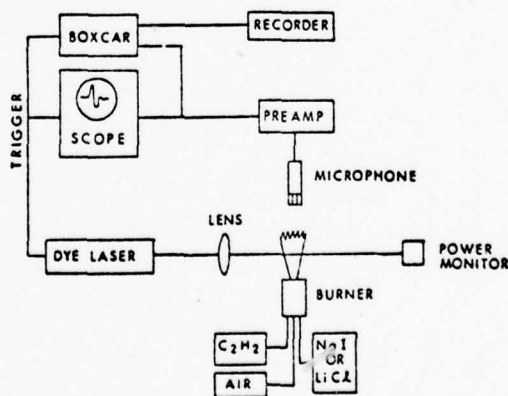 BOXCAR
RECORDER
TRIGGER
SCOPE
PREAMP
MICROPHONE
LENS
DYE LASER
POWER
MONITOR
BURNER
C₂H₂
NaI
OR
LiCl
AIR